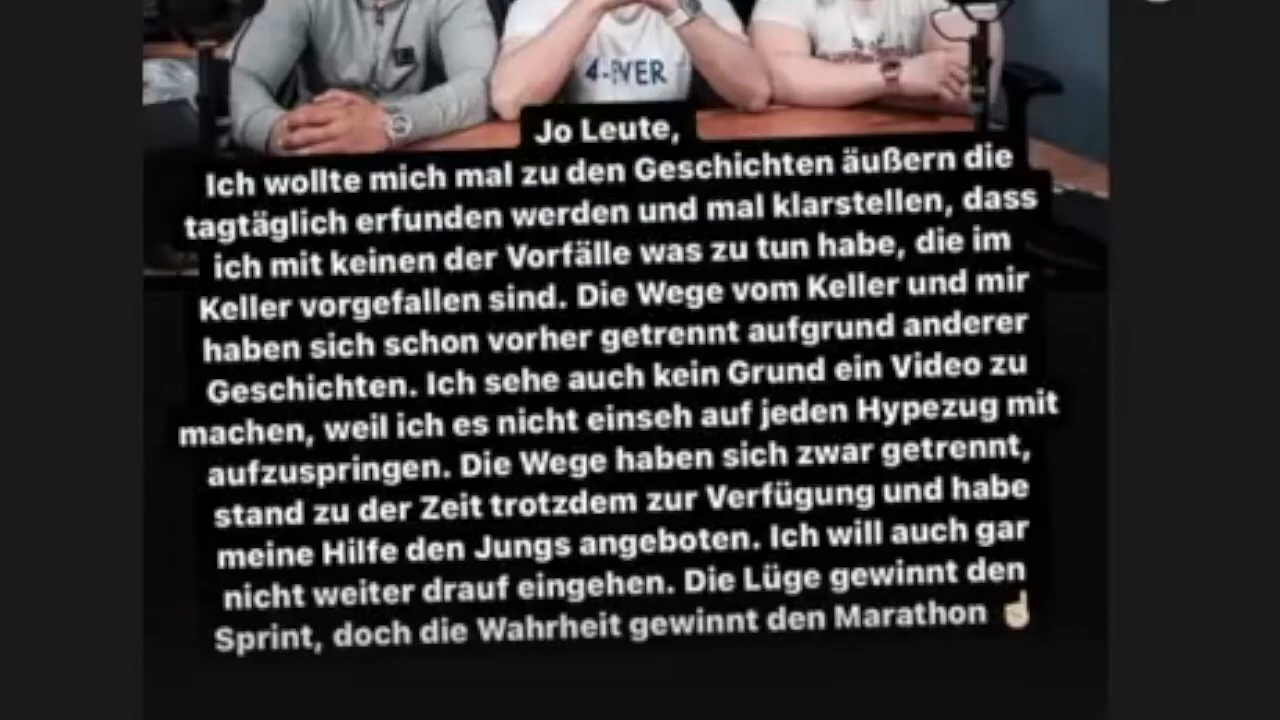 4-EVER
Jo Leute,
Ich wollte mich mal zu den Geschichten äußern die
tagtäglich erfunden werden und mal klarstellen, dass
ich mit keinen der Vorfälle was zu tun habe, die im
Keller vorgefallen sind. Die Wege vom Keller und mir
haben sich schon vorher getrennt aufgrund anderer
Geschichten. Ich sehe auch kein Grund ein Video zu
machen, weil ich es nicht einseh auf jeden Hypezug mit
aufzuspringen. Die Wege haben sich zwar getrennt,
stand zu der Zeit trotzdem zur Verfügung und habe
meine Hilfe den Jungs angeboten. Ich will auch gar
nicht weiter drauf eingehen. Die Lüge gewinnt den
Sprint, doch die Wahrheit gewinnt den Marathon ☝🏼